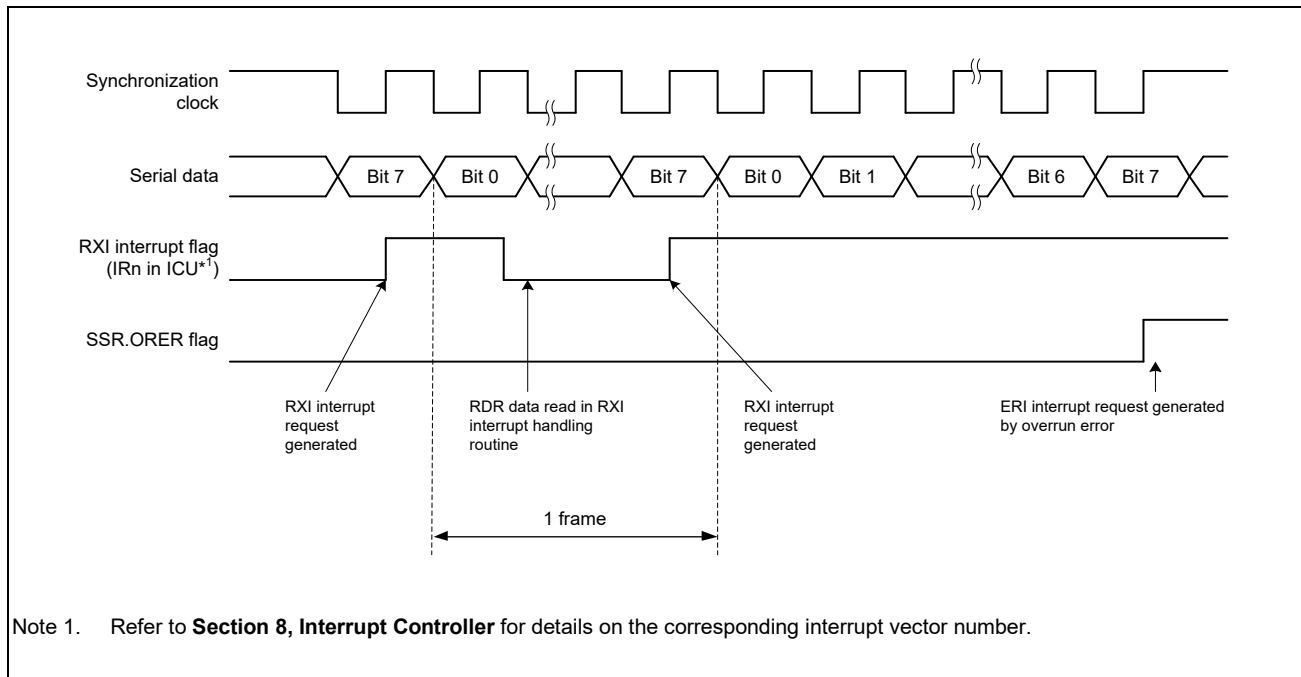 Synchronization
clock
Serial data
Bit 7
Bit 0
Bit 7
Bit 0
Bit 1
Bit 6
Bit 7
RXI interrupt flag
(IRn in ICU*1)
SSR.ORER flag
RXI interrupt
request
generated
RDR data read in RXI
interrupt handling
routine
RXI interrupt
request
generated
ERI interrupt request generated
by overrun error
1 frame
Note 1. Refer to Section 8, Interrupt Controller for details on the corresponding interrupt vector number.